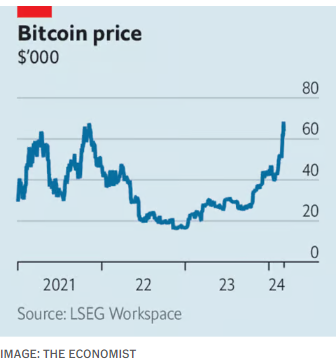 Bitcoin price
$'000
80
60
40
20
0
2021 22 23 24
Source: LSEG Workspace
IMAGE: THE ECONOMIST